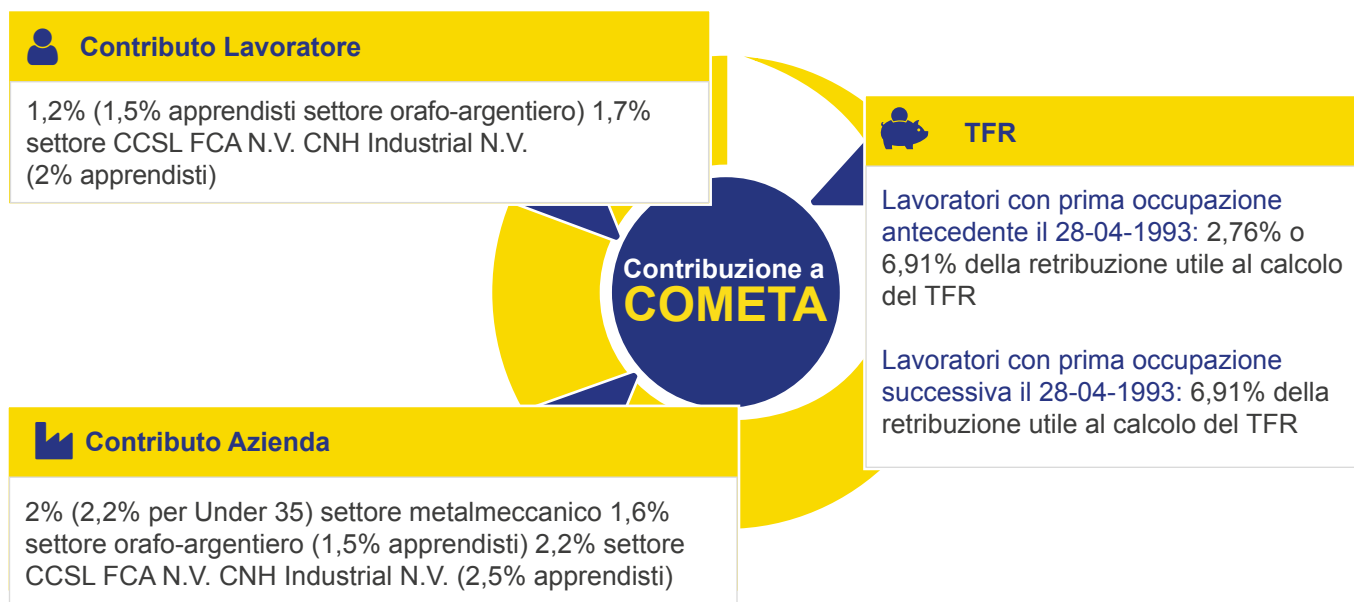 Contributo Lavoratore
1,2% (1,5% apprendisti settore orafo-argentiero) 1,7%
settore CCSL FCA N.V. CNH Industrial N.V.
(2% apprendisti)
TFR
Lavoratori con prima occupazione
antecedente il 28-04-1993: 2,76% o
6,91% della retribuzione utile al calcolo
del TFR
Lavoratori con prima occupazione
successiva il 28-04-1993: 6,91% della
retribuzione utile al calcolo del TFR
Contribuzione a
COMETA
Contributo Azienda
2% (2,2% per Under 35) settore metalmeccanico 1,6%
settore orafo-argentiero (1,5% apprendisti) 2,2% settore
CCSL FCA N.V. CNH Industrial N.V. (2,5% apprendisti)